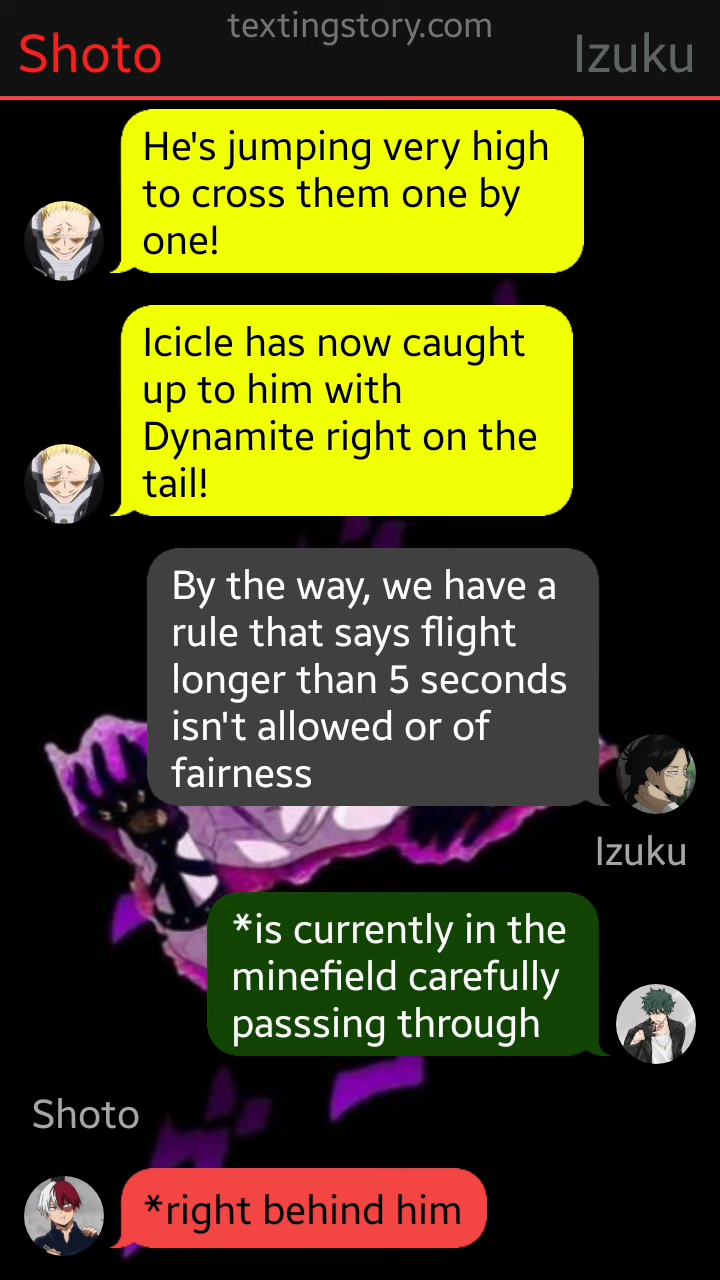 textingstory.com
Shoto
Izuku
He's jumping very high
to cross them one by
one!
Icicle has now caught
up to him with
Dynamite right on the
tail!
By the way, we have a
rule that says flight
longer than 5 seconds
isn't allowed or of
fairness
Izuku
*is currently in the
minefield carefully
passsing through
Shoto
*right behind him